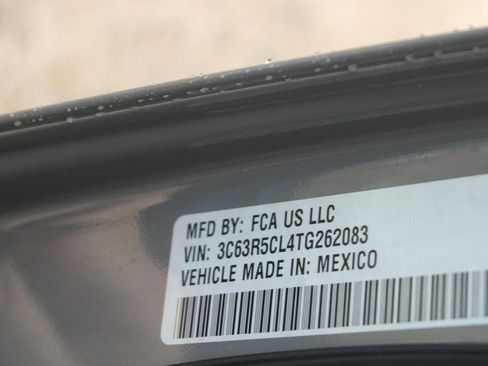 MFD BY: FCA US LLC
VIN: 3C63R5CL4TG262083
VEHICLE MADE IN: MEXICO